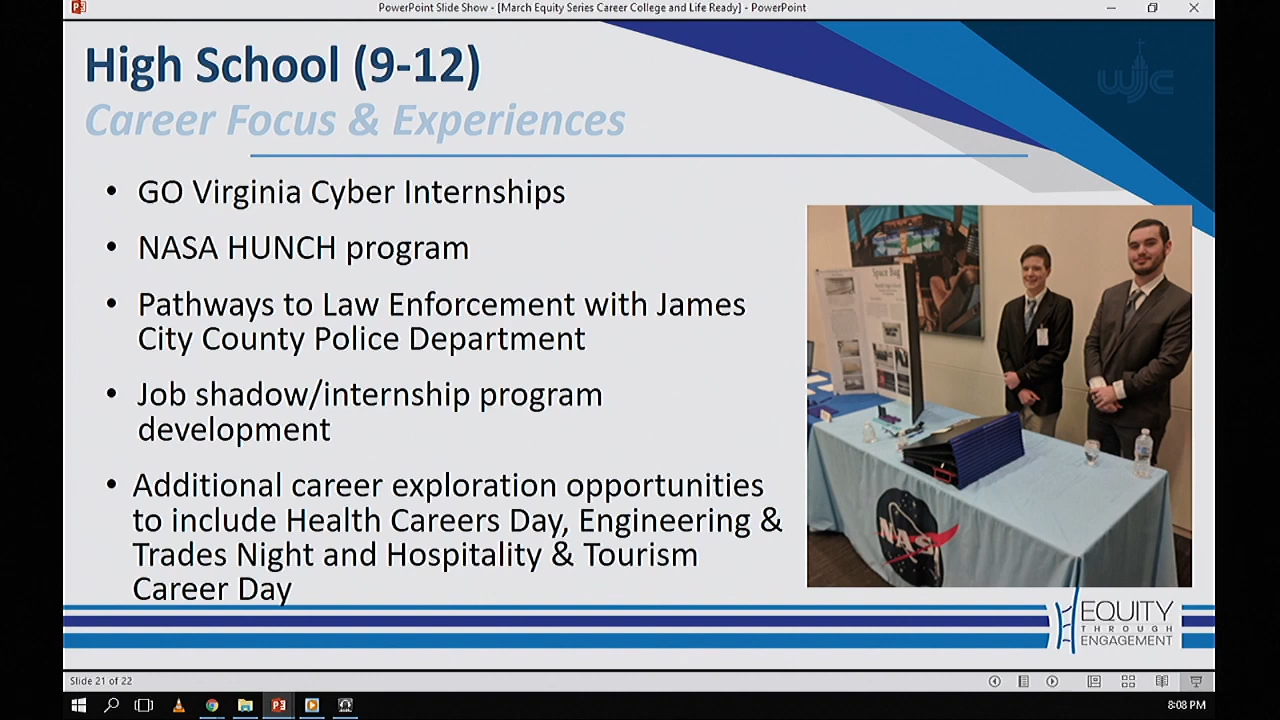 PowerPoint Slide Show - [March Equity Series Career College and Life Ready] - PowerPoint
High School (9-12)
WJC
Career Focus & Experiences
• GO Virginia Cyber Internships
• NASA HUNCH program
• Pathways to Law Enforcement with James
City County Police Department
• Job shadow/internship program
development
• Additional career exploration opportunities
to include Health Careers Day, Engineering &
Trades Night and Hospitality & Tourism
Career Day
Space Bag
NAS
EQUITY
THROUGH
ENGAGEMENT
Slide 21 of 22
8:08 PM